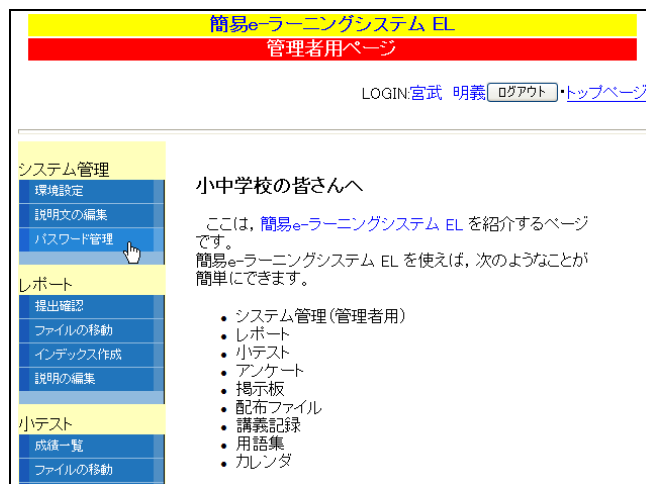 簡易e-ラーニングシステム EL
管理者用ページ
LOGIN:宮武 明義 ログアウト・トップページ
システム管理
環境設定
説明文の編集
パスワード管理
レポート
提出確認
ファイルの移動
インデックス作成
説明の編集
小テスト
成績一覧
ファイルの移動
小中学校の皆さんへ
ここは, 簡易e-ラーニングシステム EL を紹介するページ
です。
簡易e-ラーニングシステム EL を使えば, 次のようなことが
簡単にできます。
• システム管理(管理者用)
• レポート
• 小テスト
• アンケート
• 掲示板
• 配布ファイル
• 講義記録
• 用語集
• カレンダ